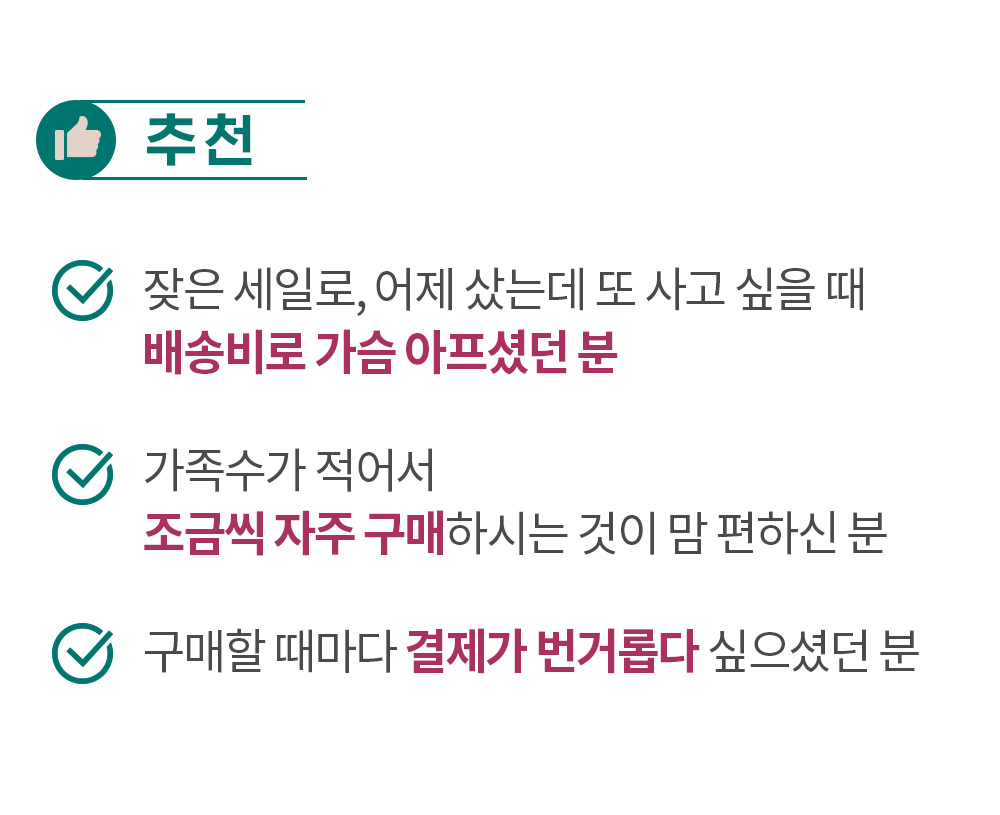 추천
잦은 세일로, 어제 샀는데 또 사고 싶을 때
배송비로 가슴 아프셨던 분
가족수가 적어서
조금씩 자주 구매하시는 것이 맘 편하신 분
구매할 때마다 결제가 번거롭다 싶으셨던 분